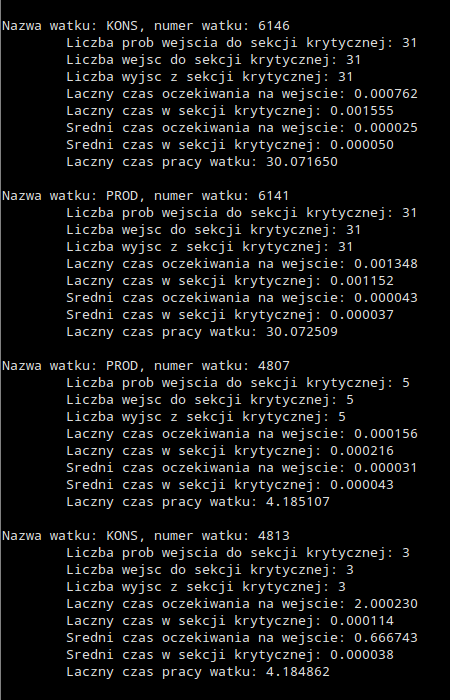 Nazwa watku: KONS, numer watku: 6146
Liczba prob wejscia do sekcji krytycznej: 31
Liczba wejsc do sekcji krytycznej: 31
Liczba wyjsc z sekcji krytycznej: 31
Laczny czas oczekiwania na wejscie: 0.000762
Laczny czas w sekcji krytycznej: 0.001555
Sredni czas oczekiwania na wejscie: 0.000025
Sredni czas w sekcji krytycznej: 0.000050
Laczny czas pracy watku: 30.071650
Nazwa watku: PROD, numer watku: 6141
Liczba prob wejscia do sekcji krytycznej: 31
Liczba wejsc do sekcji krytycznej: 31
Liczba wyjsc z sekcji krytycznej: 31
Laczny czas oczekiwania na wejscie: 0.001348
Laczny czas w sekcji krytycznej: 0.001152
Sredni czas oczekiwania na wejscie: 0.000043
Sredni czas w sekcji krytycznej: 0.000037
Laczny czas pracy watku: 30.072509
Nazwa watku: PROD, numer watku: 4807
Liczba prob wejscia do sekcji krytycznej: 5
Liczba wejsc do sekcji krytycznej: 5
Liczba wyjsc z sekcji krytycznej: 5
Laczny czas oczekiwania na wejscie: 0.000156
Laczny czas w sekcji krytycznej: 0.000216
Sredni czas oczekiwania na wejscie: 0.000031
Sredni czas w sekcji krytycznej: 0.000043
Laczny czas pracy watku: 4.185107
Nazwa watku: KONS, numer watku: 4813
Liczba prob wejscia do sekcji krytycznej: 3
Liczba wejsc do sekcji krytycznej: 3
Liczba wyjsc z sekcji krytycznej: 3
Laczny czas oczekiwania na wejscie: 2.000230
Laczny czas w sekcji krytycznej: 0.000114
Sredni czas oczekiwania na wejscie: 0.666743
Sredni czas w sekcji krytycznej: 0.000038
Laczny czas pracy watku: 4.184862